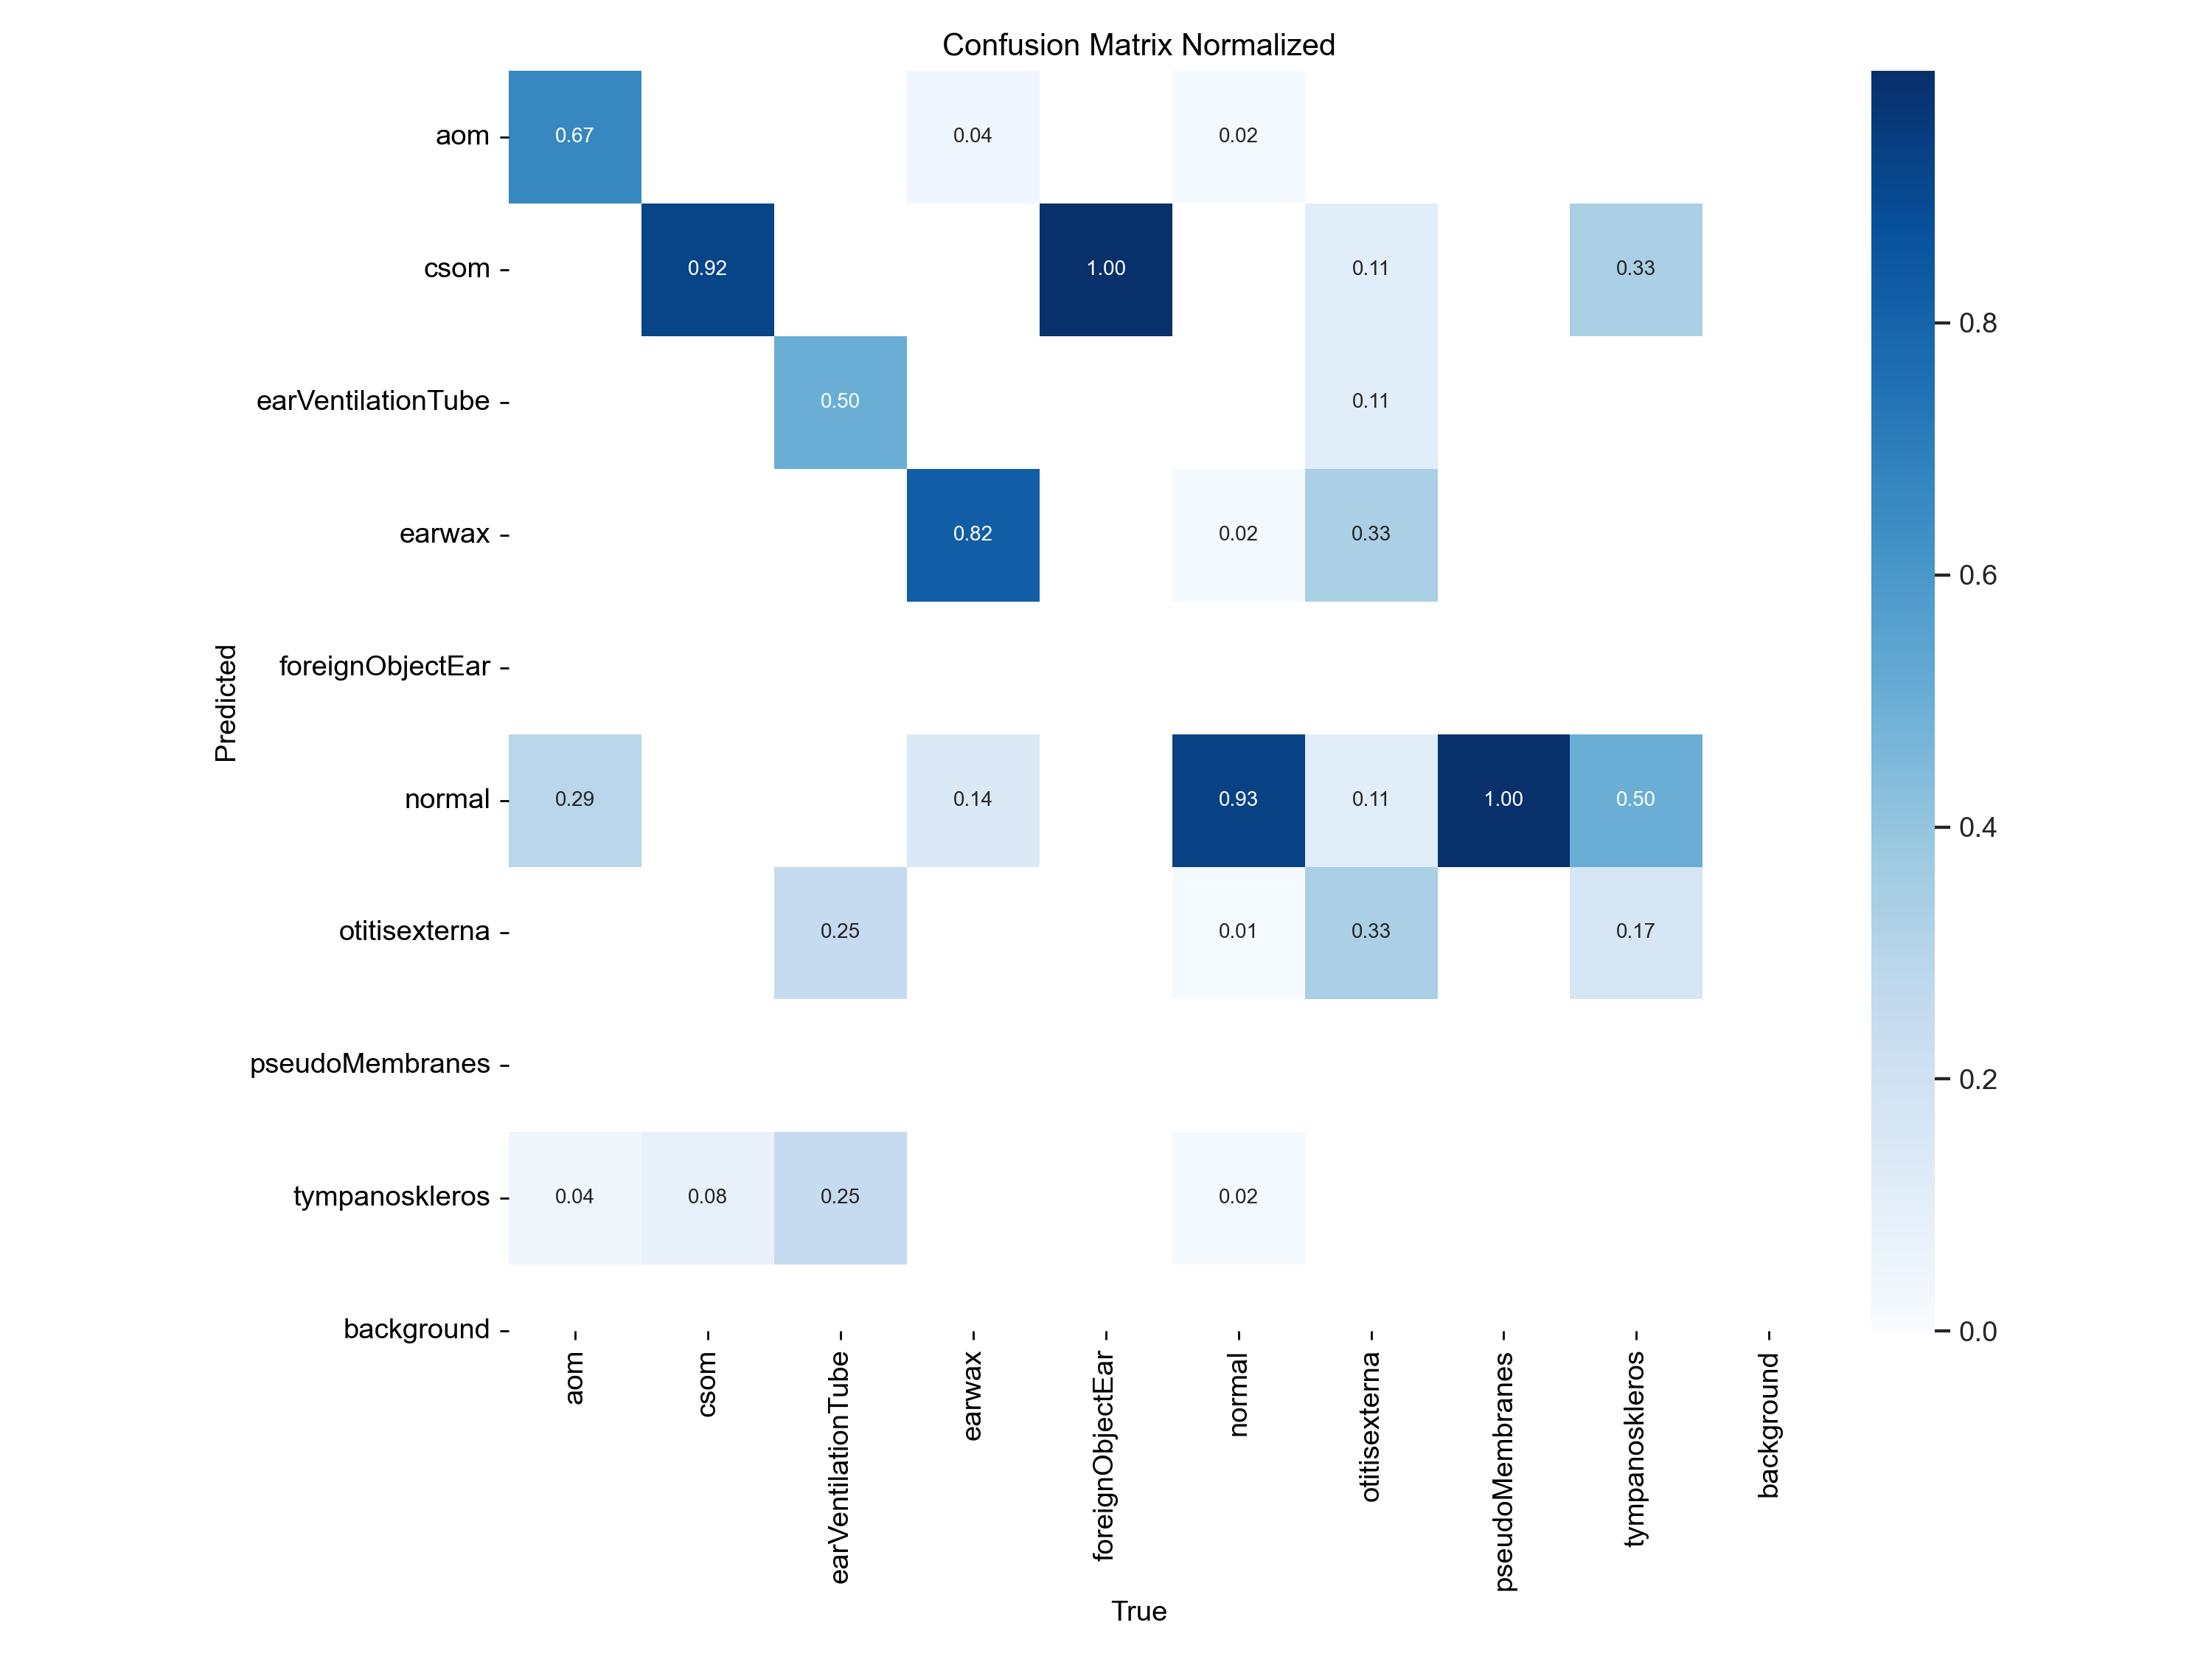 Confusion Matrix Normalized
aom 0.67 0.04 0.02
csom 0.92 1.00 0.11 0.33
earVentilationTube 0.50 0.11
earwax 0.82 0.02 0.33
foreignObjectEar
normal 0.29 0.14 0.93 0.11 1.00 0.50
otitisexterna 0.25 0.01 0.33 0.17
pseudoMembranes
tympanoskleros 0.04 0.08 0.25 0.02
background
Predicted
aom
csom
earVentilationTube
earwax
foreignObjectEar
normal
otitisexterna
pseudoMembranes
tympanoskleros
background
True
0.8
0.6
0.4
0.2
0.0